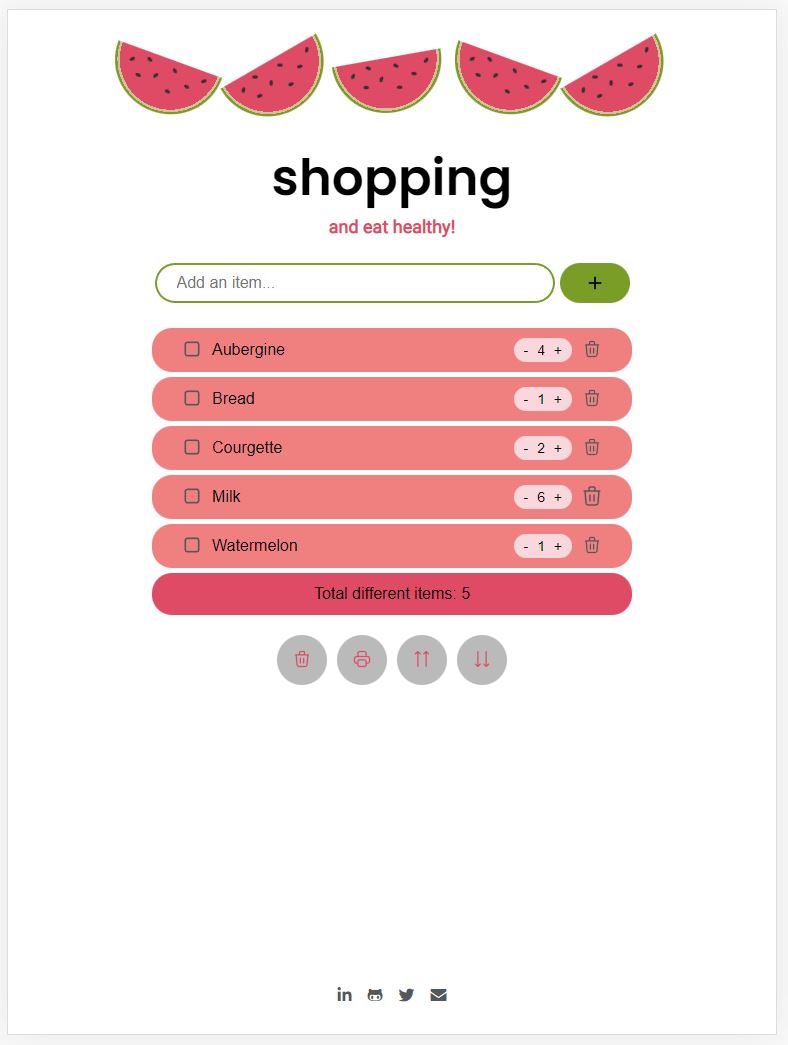 shopping
and eat healthy!
Add an item...
+
Aubergine - 4 +
Bread - 1 +
Courgette - 2 +
Milk - 6 +
Watermelon - 1 +
Total different items: 5
in